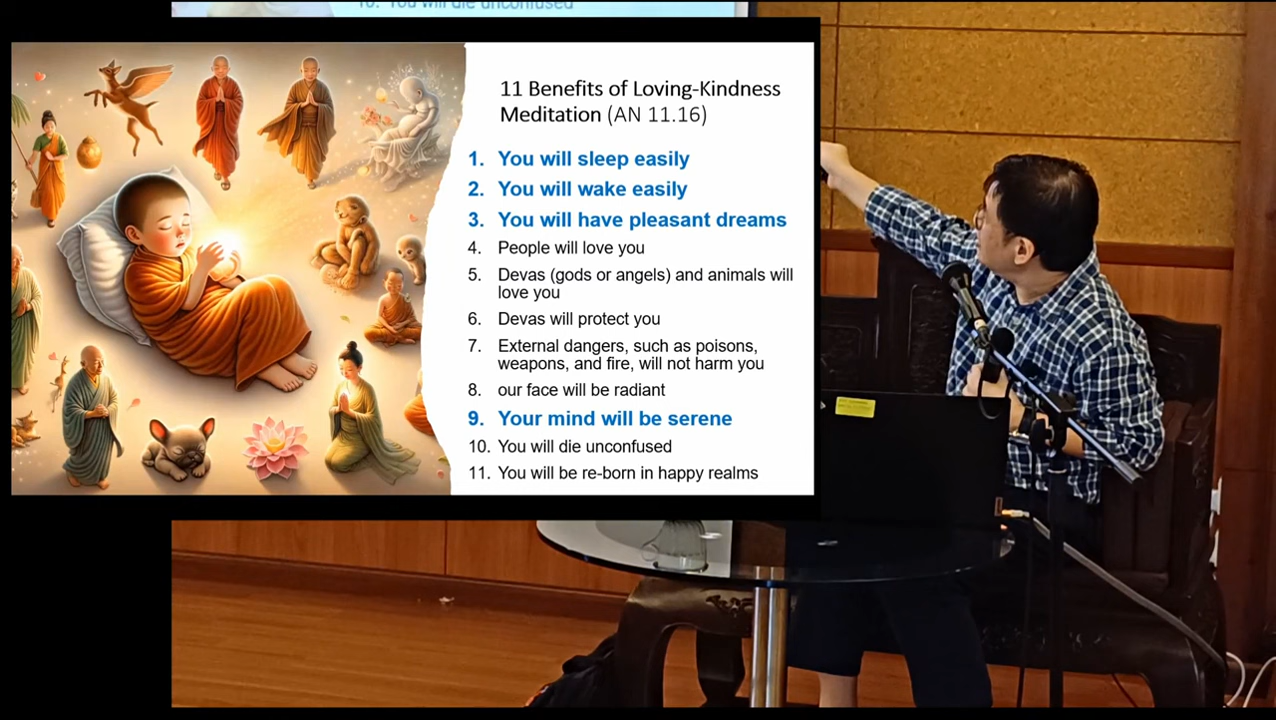 10. You will die unconfused
11 Benefits of Loving-Kindness
Meditation (AN 11.16)
1. You will sleep easily
2. You will wake easily
3. You will have pleasant dreams
4. People will love you
5. Devas (gods or angels) and animals will
love you
6. Devas will protect you
7. External dangers, such as poisons,
weapons, and fire, will not harm you
8. our face will be radiant
9. Your mind will be serene
10. You will die unconfused
11. You will be re-born in happy realms